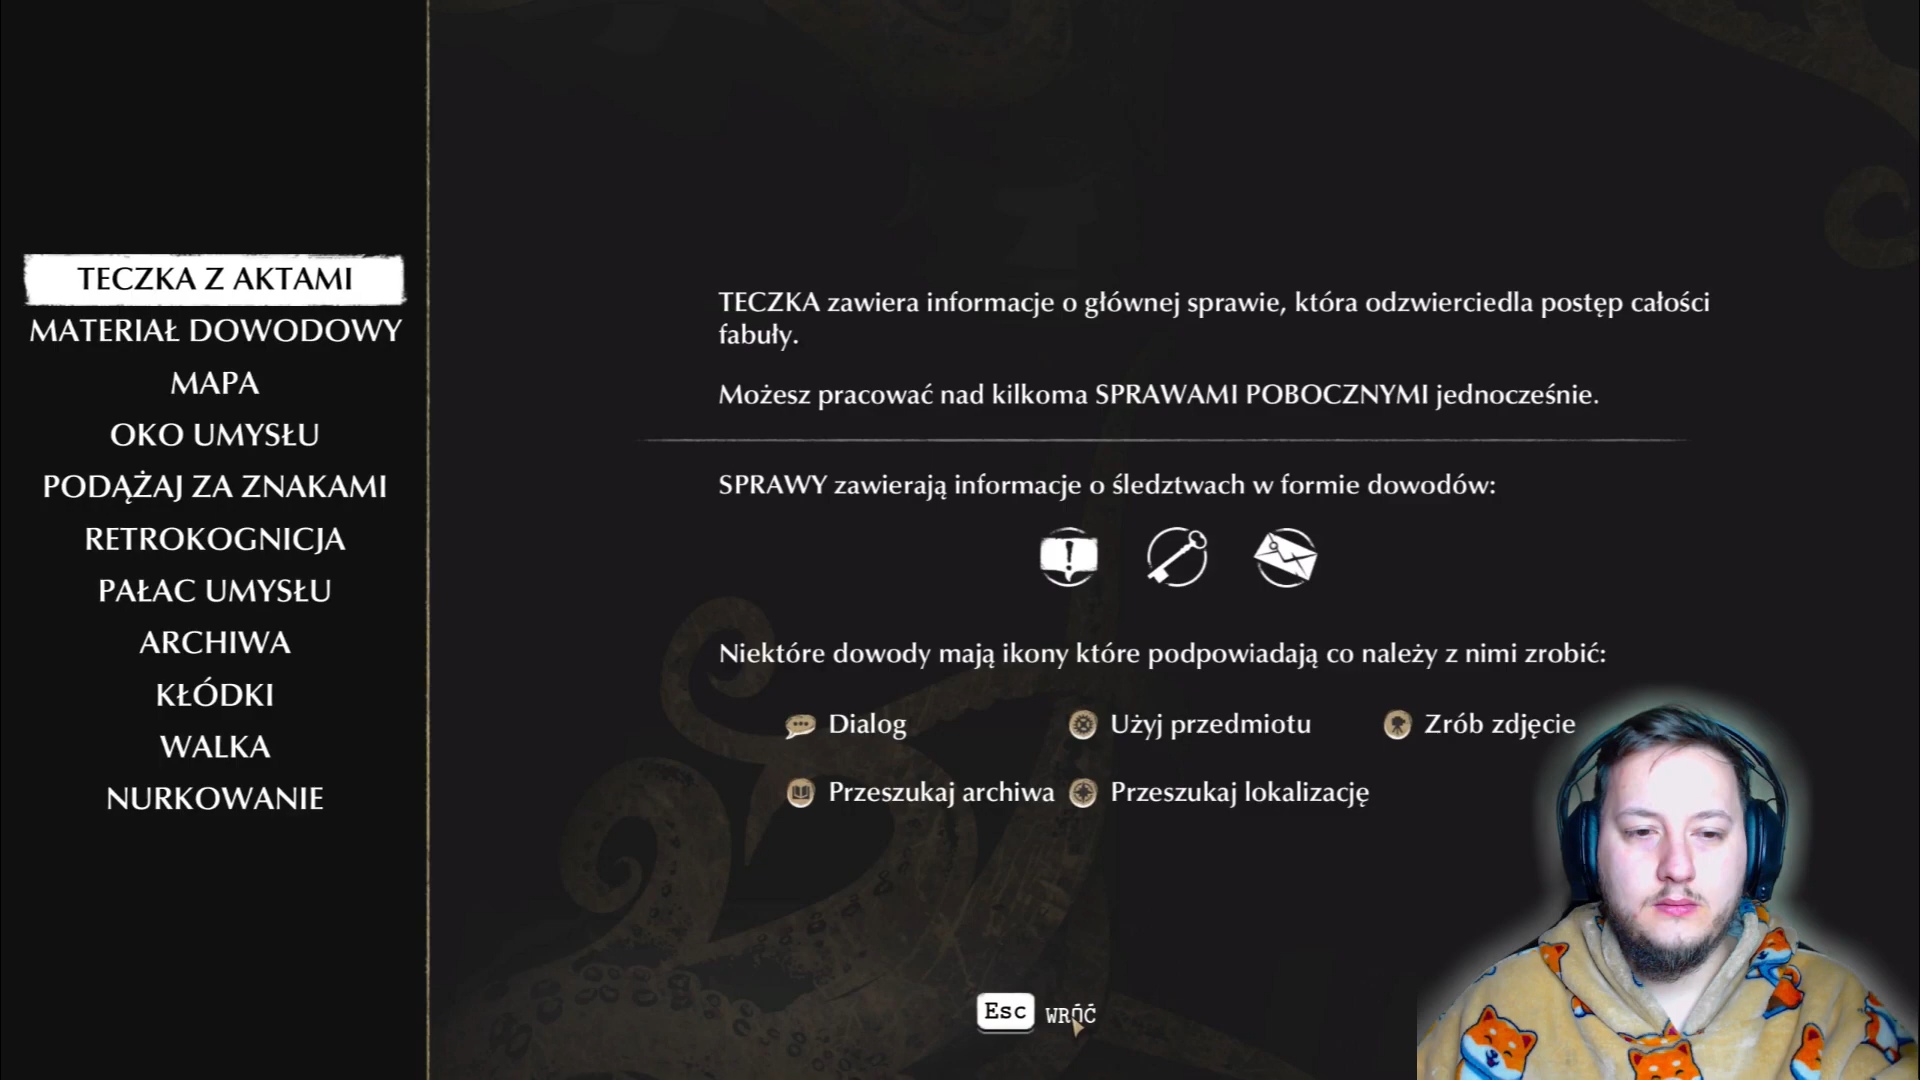 TECZKA Z AKTAMI
MATERIAŁ DOWODOWY
MAPA
OKO UMYSŁU
PODĄŻAJ ZA ZNAKAMI
RETROKOGNICJA
PAŁAC UMYSŁU
ARCHIWA
KŁÓDKI
WALKA
NURKOWANIE
TECZKA zawiera informacje o głównej sprawie, która odzwierciedla postęp całości
fabuły.
Możesz pracować nad kilkoma SPRAWAMI POBOCZNYMI jednocześnie.
SPRAWY zawierają informacje o śledztwach w formie dowodów:
Niektóre dowody mają ikony które podpowiadają co należy z nimi zrobić:
Dialog Użyj przedmiotu Zrób zdjęcie
Przeszukaj archiwa Przeszukaj lokalizację
Esc WRÓĆ